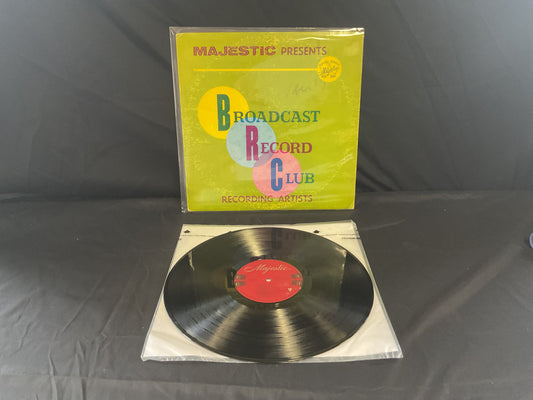 MAJESTIC PRESENTS
BROADCAST
RECORD
CLUB
RECORDING ARTISTS
Majestic